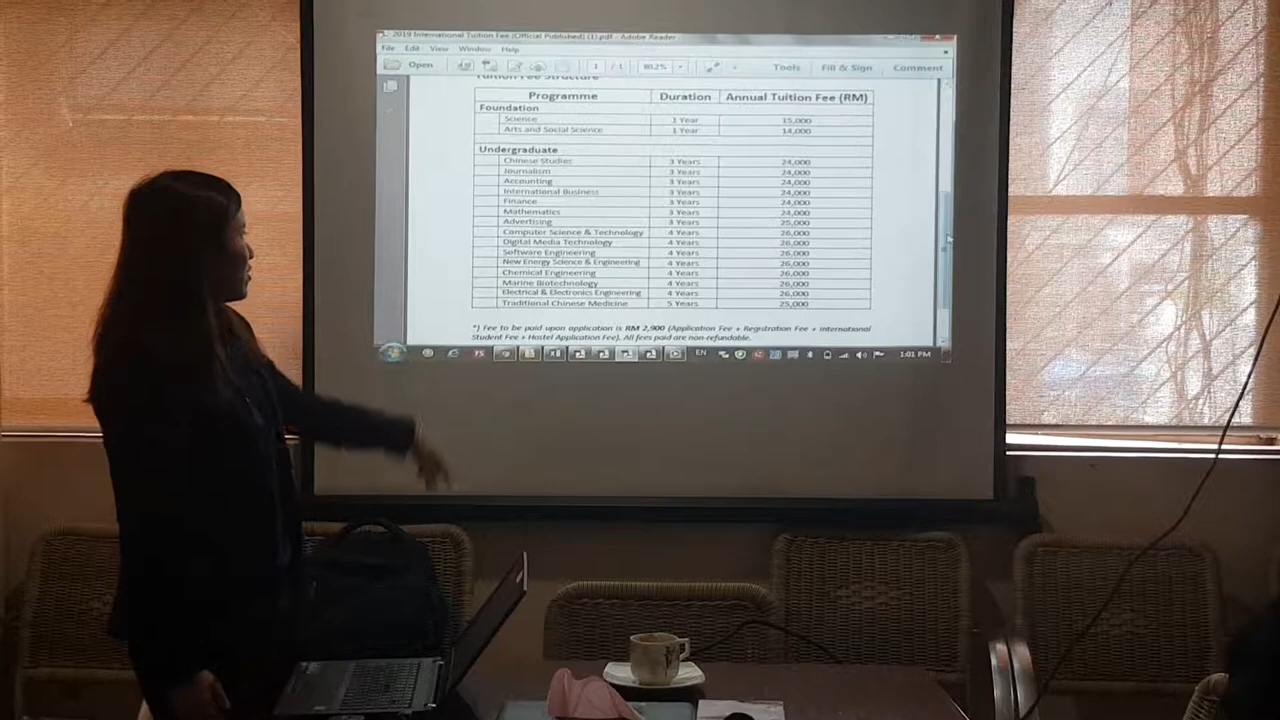 2019 International Tuition Fee (Official Published) (1).pdf - Adobe Reader
File Edit View Window Help
Open 1 / 1 80.2% Tools Fill & Sign Comment
Tuition Fee Structure
Programme Duration Annual Tuition Fee (RM)
Foundation
Science 1 Year 15,000
Arts and Social Science 1 Year 14,000
Undergraduate
Chinese Studies 3 Years 24,000
Journalism 3 Years 24,000
Accounting 3 Years 24,000
International Business 3 Years 24,000
Finance 3 Years 24,000
Mathematics 3 Years 24,000
Advertising 3 Years 25,000
Computer Science & Technology 4 Years 26,000
Digital Media Technology 4 Years 26,000
Software Engineering 4 Years 26,000
New Energy Science & Engineering 4 Years 26,000
Chemical Engineering 4 Years 26,000
Marine Biotechnology 4 Years 26,000
Electrical & Electronics Engineering 4 Years 26,000
Traditional Chinese Medicine 5 Years 25,000
*) Fee to be paid upon application is RM 2,900 (Application Fee + Registration Fee + International
Student Fee + Hostel Application Fee). All fees paid are non-refundable.
EN 1:01 PM